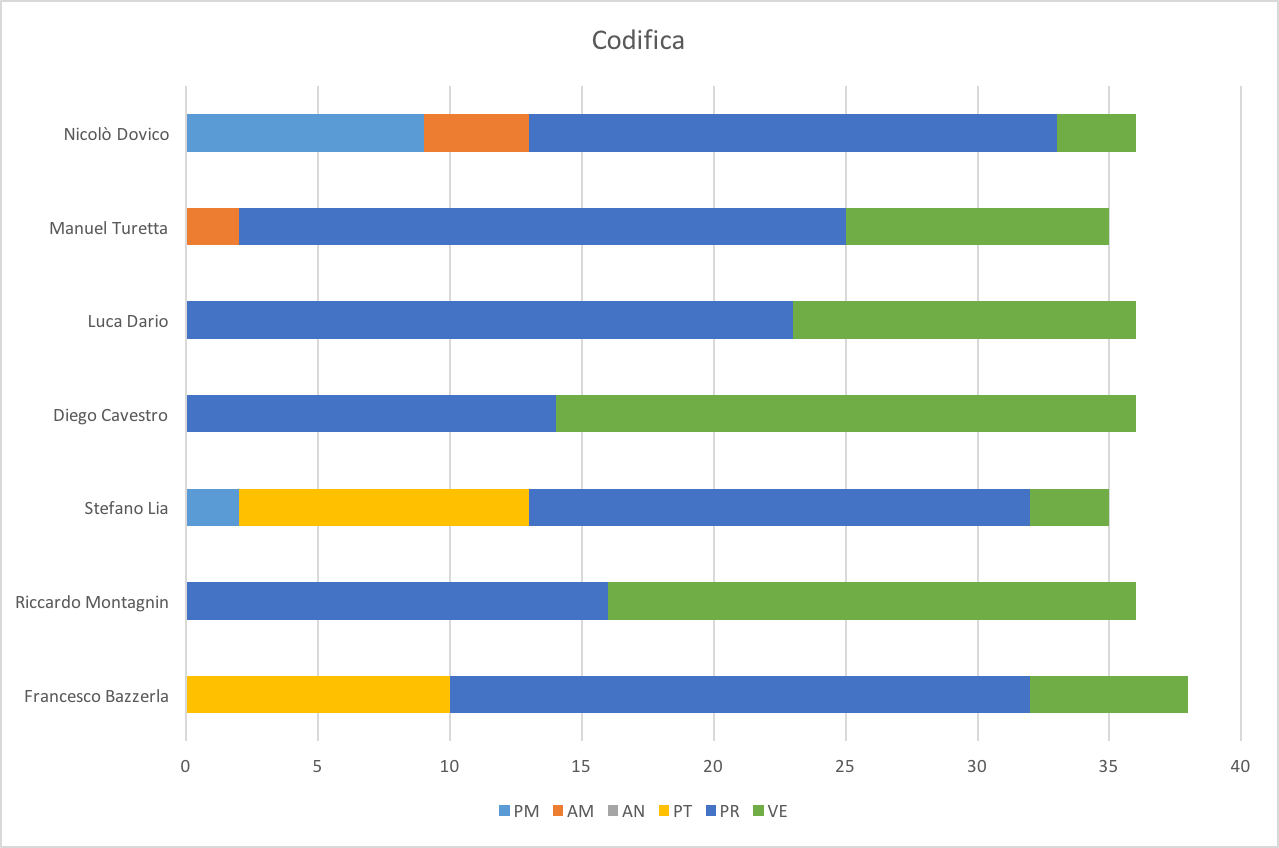 Codifica
Nicolò Dovico
Manuel Turetta
Luca Dario
Diego Cavestro
Stefano Lia
Riccardo Montagnin
Francesco Bazzerla
0 5 10 15 20 25 30 35 40
PM AM AN PT PR VE